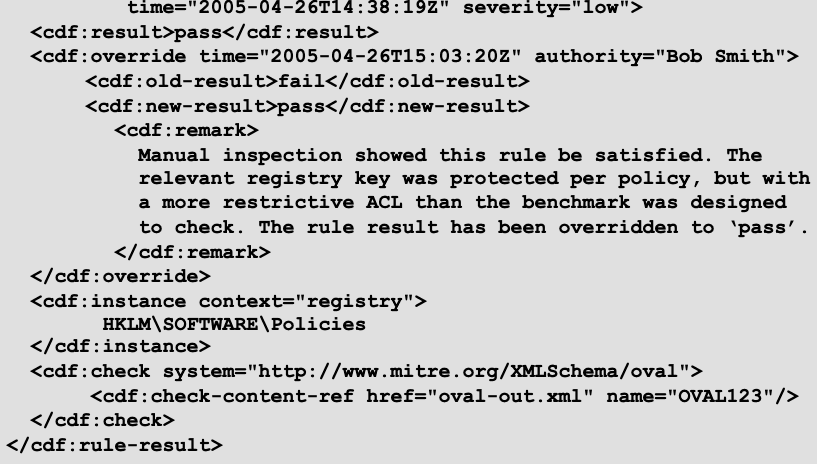 time="2005-04-26T14:38:19Z" severity="low">
<cdf:result>pass</cdf:result>
<cdf:override time="2005-04-26T15:03:20Z" authority="Bob Smith">
<cdf:old-result>fail</cdf:old-result>
<cdf:new-result>pass</cdf:new-result>
<cdf:remark>
Manual inspection showed this rule be satisfied. The
relevant registry key was protected per policy, but with
a more restrictive ACL than the benchmark was designed
to check. The rule result has been overridden to ‘pass’.
</cdf:remark>
</cdf:override>
<cdf:instance context="registry">
HKLM\SOFTWARE\Policies
</cdf:instance>
<cdf:check system="http://www.mitre.org/XMLSchema/oval">
<cdf:check-content-ref href="oval-out.xml" name="OVAL123"/>
</cdf:check>
</cdf:rule-result>